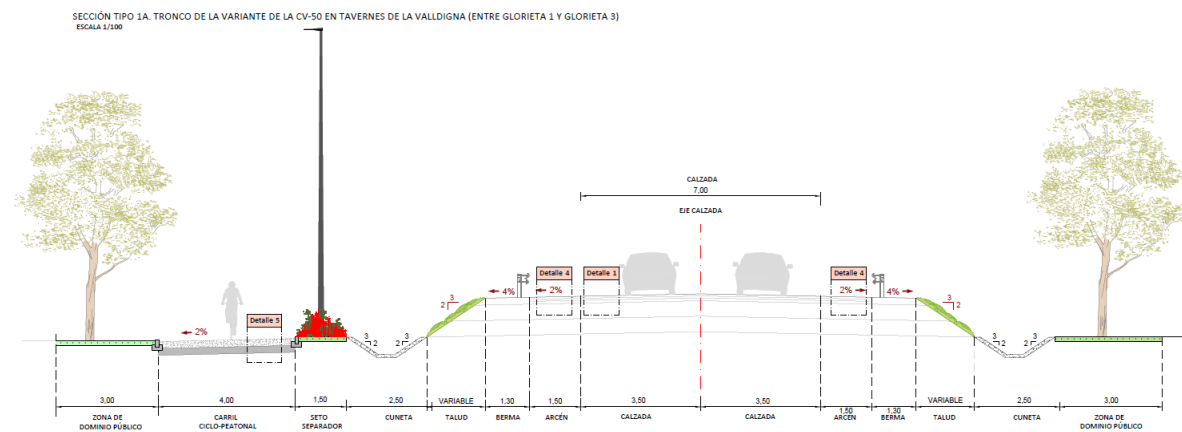 SECCIÓN TIPO 1A. TRONCO DE LA VARIANTE DE LA CV-50 EN TAVERNES DE LA VALLDIGNA (ENTRE GLORIETA 1 Y GLORIETA 3)
ESCALA 1/100
CALZADA
7,00
EJE CALZADA
Detalle 4
Detalle 1
Detalle 4
4%
2%
2%
4%
3
2
3
2
Detalle 5
2%
3
2
3
2
3
2
3
2
3,00
4,00
1,50
2,50
VARIABLE
1,30
1,50
3,50
3,50
1,50
1,30
VARIABLE
2,50
3,00
ZONA DE
DOMINIO PÚBLICO
CARRIL
CICLO-PEATONAL
SETO
SEPARADOR
CUNETA
TALUD
BERMA
ARCÉN
CALZADA
CALZADA
ARCÉN
BERMA
TALUD
CUNETA
ZONA DE
DOMINIO PÚBLICO